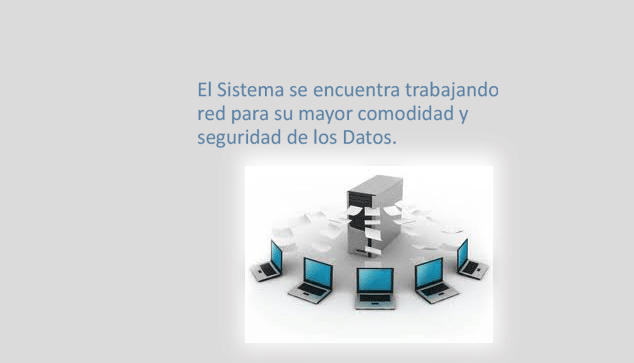 El Sistema se encuentra trabajando
red para su mayor comodidad y
seguridad de los Datos.